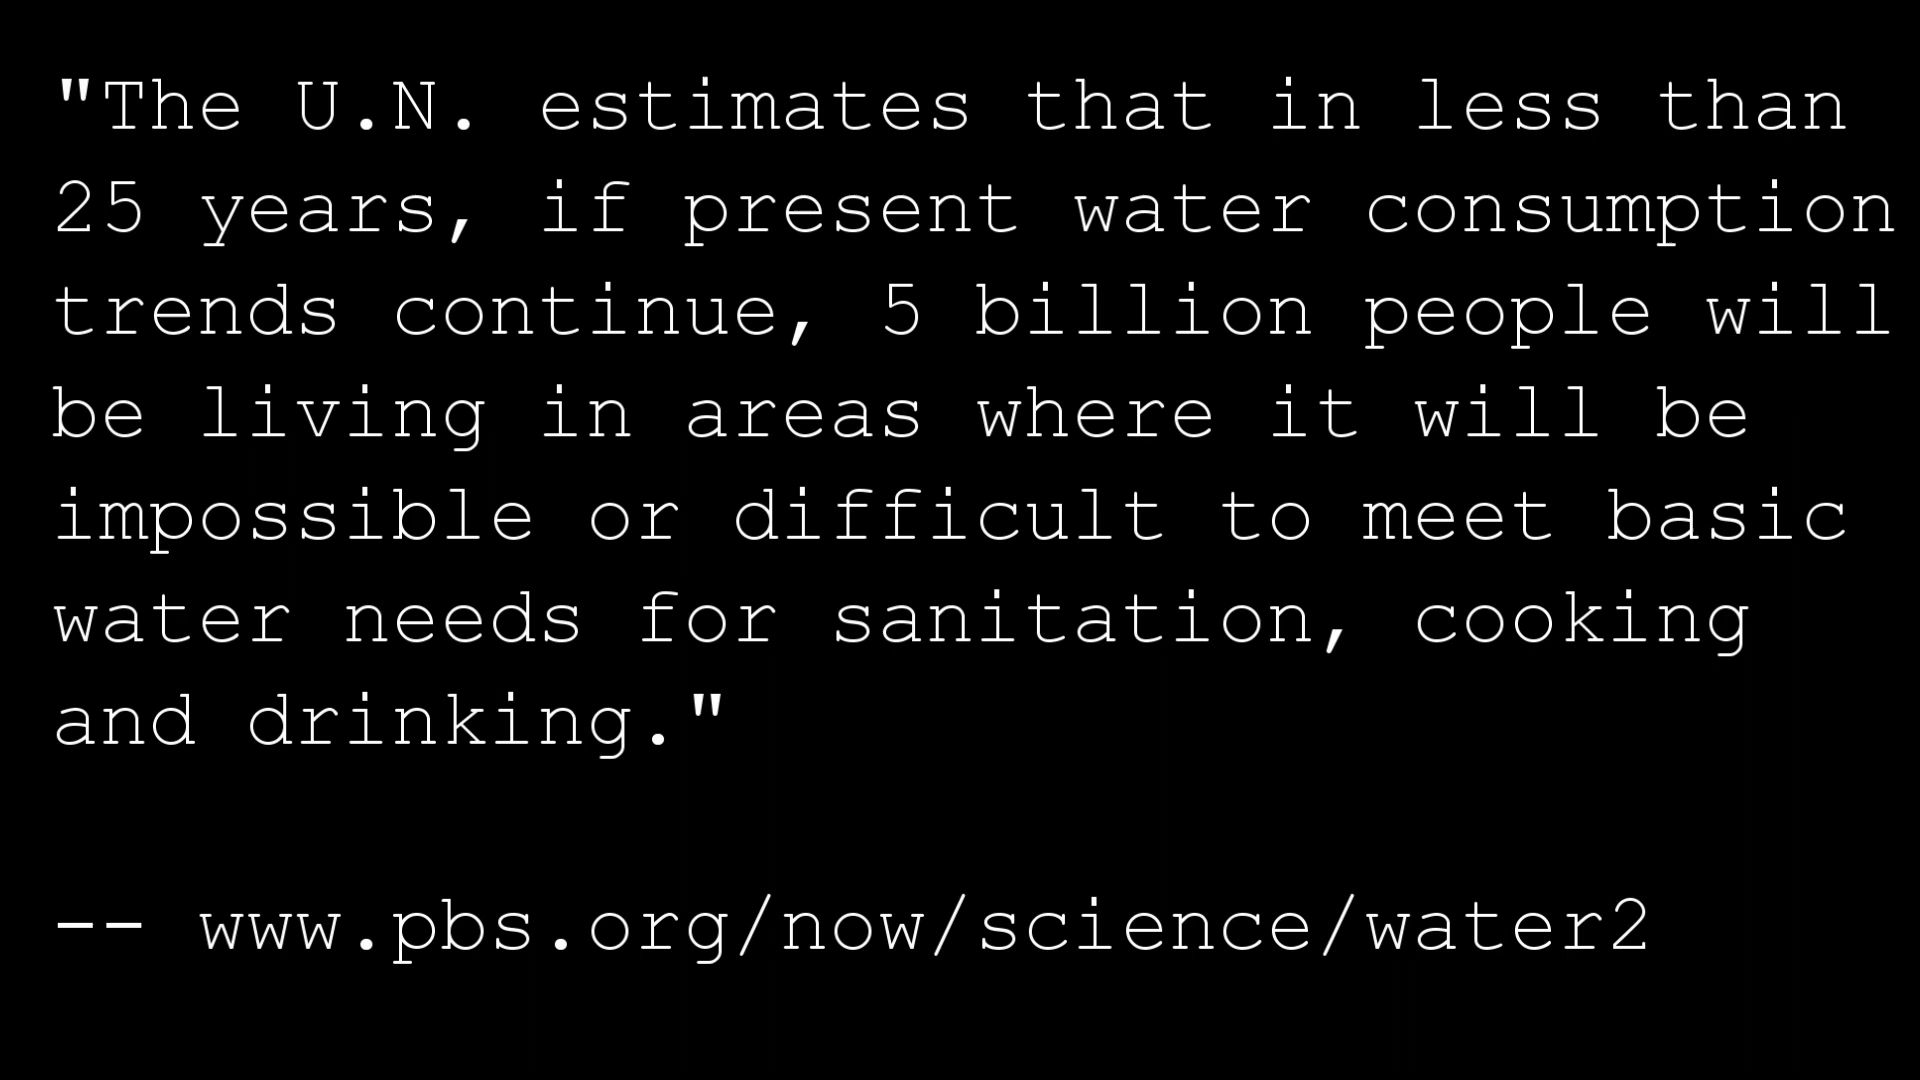 "The U.N. estimates that in less than
25 years, if present water consumption
trends continue, 5 billion people will
be living in areas where it will be
impossible or difficult to meet basic
water needs for sanitation, cooking
and drinking."
-- www.pbs.org/now/science/water2